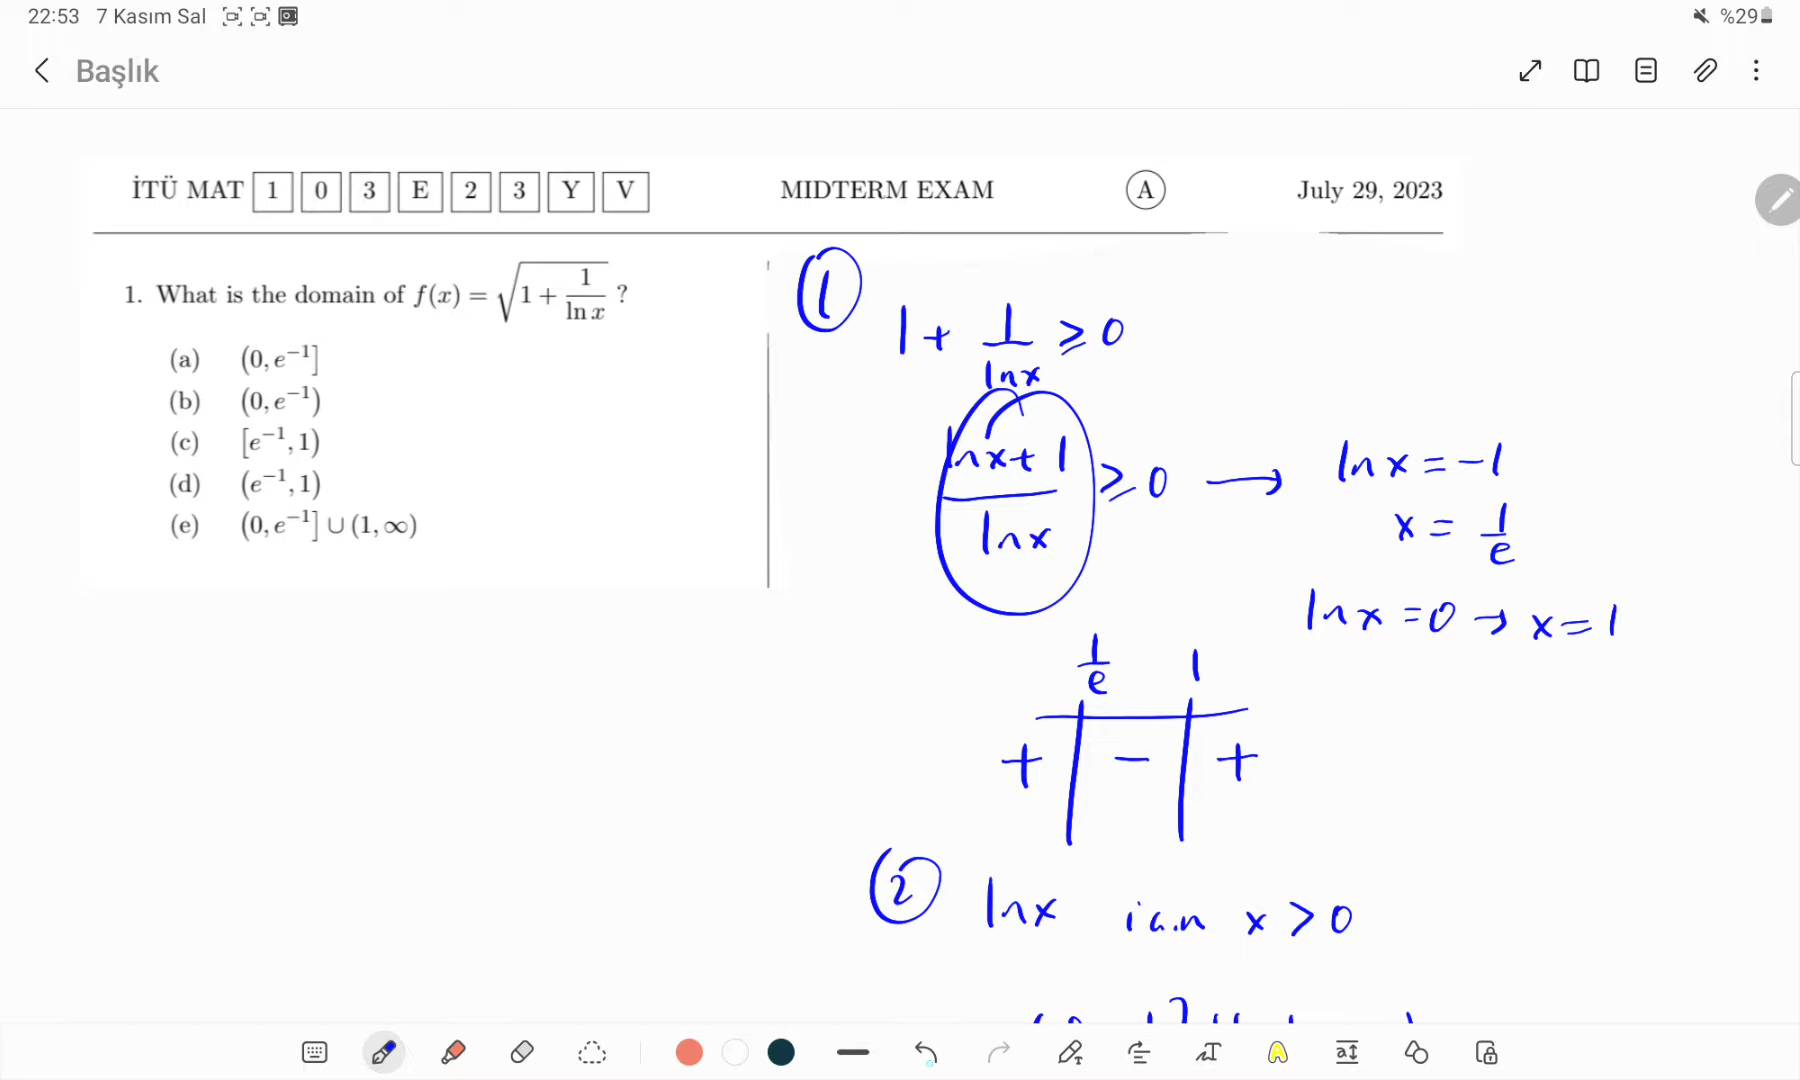 22:53 7 Kasım Sal %29
Başlık
İTÜ MAT 1 0 3 E 2 3 Y V MIDTERM EXAM A July 29, 2023
1. What is the domain of f(x) = √(1 + 1/ln x) ?
(a) (0, e⁻¹]
(b) (0, e⁻¹)
(c) [e⁻¹, 1)
(d) (e⁻¹, 1)
(e) (0, e⁻¹] ∪ (1, ∞)
1
1 + 1/lnx ≥ 0
(lnx + 1)/lnx ≥ 0 → lnx = -1
x = 1/e
lnx = 0 → x = 1
1/e 1
+ - +
2 lnx için x > 0